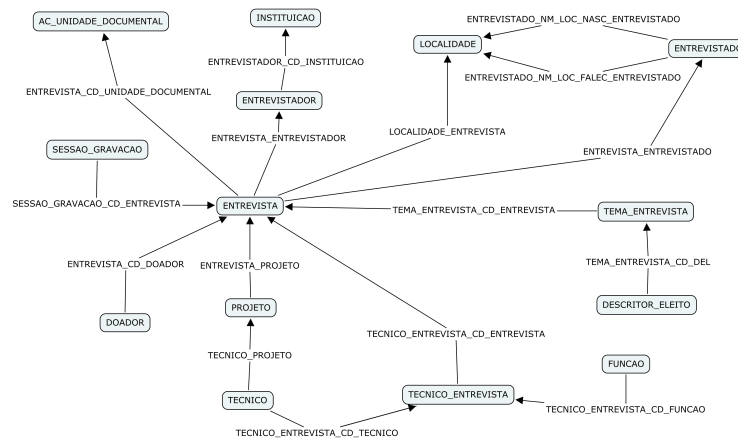 INSTITUICAO
AC_UNIDADE_DOCUMENTAL
ENTREVISTADO_NM_LOC_NASC_ENTREVISTADO
LOCALIDADE
ENTREVISTADO
ENTREVISTADOR_CD_INSTITUICAO
ENTREVISTADO_NM_LOC_FALEC_ENTREVISTADO
ENTREVISTA_CD_UNIDADE_DOCUMENTAL
ENTREVISTADOR
ENTREVISTA_ENTREVISTADOR
LOCALIDADE_ENTREVISTA
SESSAO_GRAVACAO
ENTREVISTA_ENTREVISTADO
SESSAO_GRAVACAO_CD_ENTREVISTA
ENTREVISTA
TEMA_ENTREVISTA_CD_ENTREVISTA
TEMA_ENTREVISTA
ENTREVISTA_CD_DOADOR
ENTREVISTA_PROJETO
TEMA_ENTREVISTA_CD_DEL
PROJETO
DESCRITOR_ELEITO
DOADOR
TECNICO_ENTREVISTA_CD_ENTREVISTA
TECNICO_PROJETO
FUNCAO
TECNICO
TECNICO_ENTREVISTA
TECNICO_ENTREVISTA_CD_FUNCAO
TECNICO_ENTREVISTA_CD_TECNICO